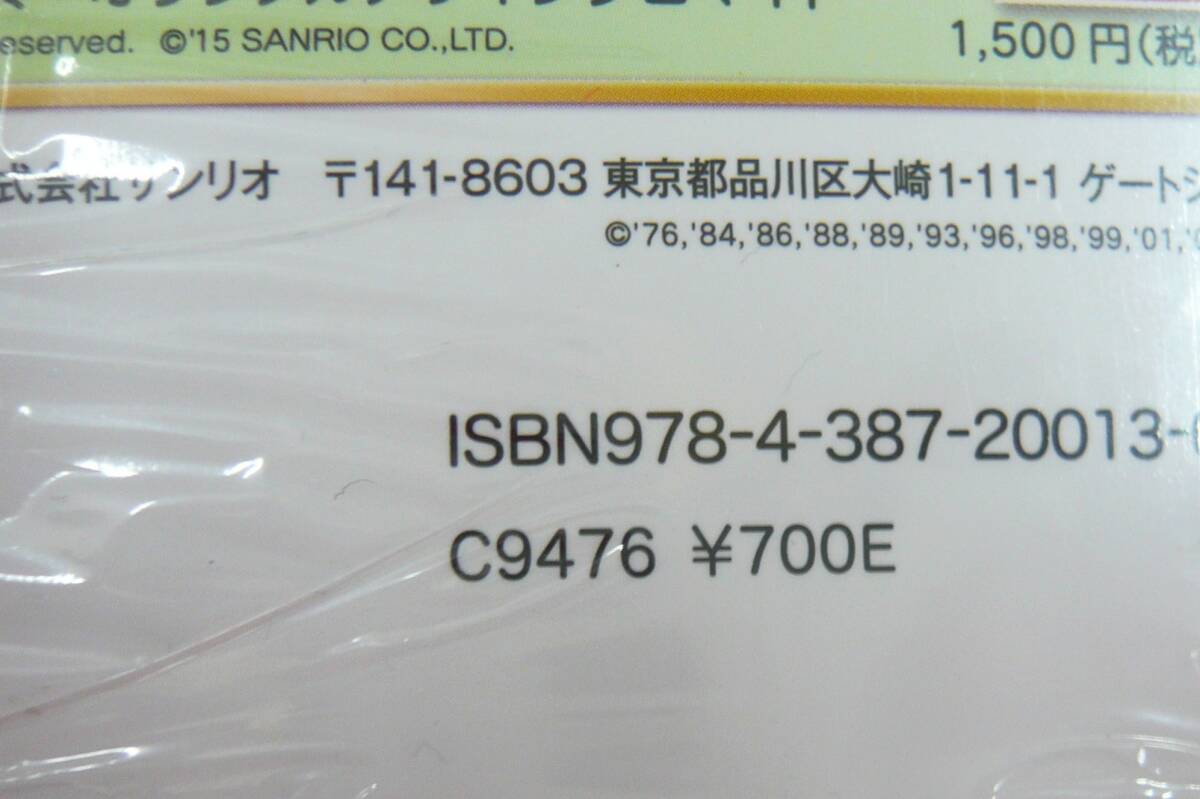 eserved. ©'15 SANRIO CO.,LTD. 1,500円(税
式会社サンリオ 〒141-8603 東京都品川区大崎1-11-1 ゲートシ
©'76,'84,'86,'88,'89,'93,'96,'98,'99,'01,'0
ISBN978-4-387-20013-
C9476 ¥700E